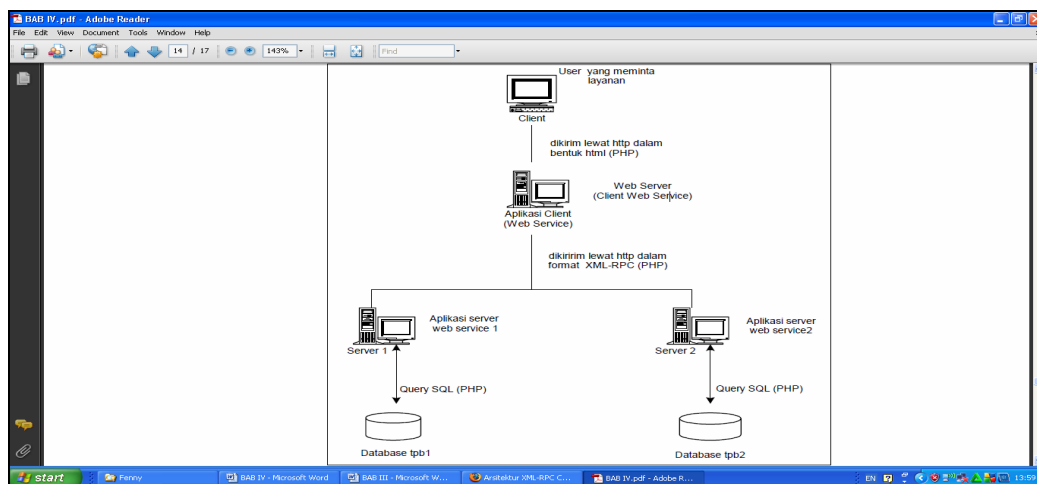 BAB IV.pdf - Adobe Reader
File Edit View Document Tools Window Help
14 / 17 143% Find
User yang meminta
layanan
Client
dikirim lewat http dalam
bentuk html (PHP)
Web Server
(Client Web Service)
Aplikasi Client
(Web Service)
dikiririm lewat http dalam
format XML-RPC (PHP)
Aplikasi server
web service 1
Server 1
Aplikasi server
web service2
Server 2
Query SQL (PHP)
Query SQL (PHP)
Database tpb1
Database tpb2
start Fenny BAB IV - Microsoft Word BAB III - Microsoft W... Arsitektur XML-RPC C... BAB IV.pdf - Adobe R... EN 13:59